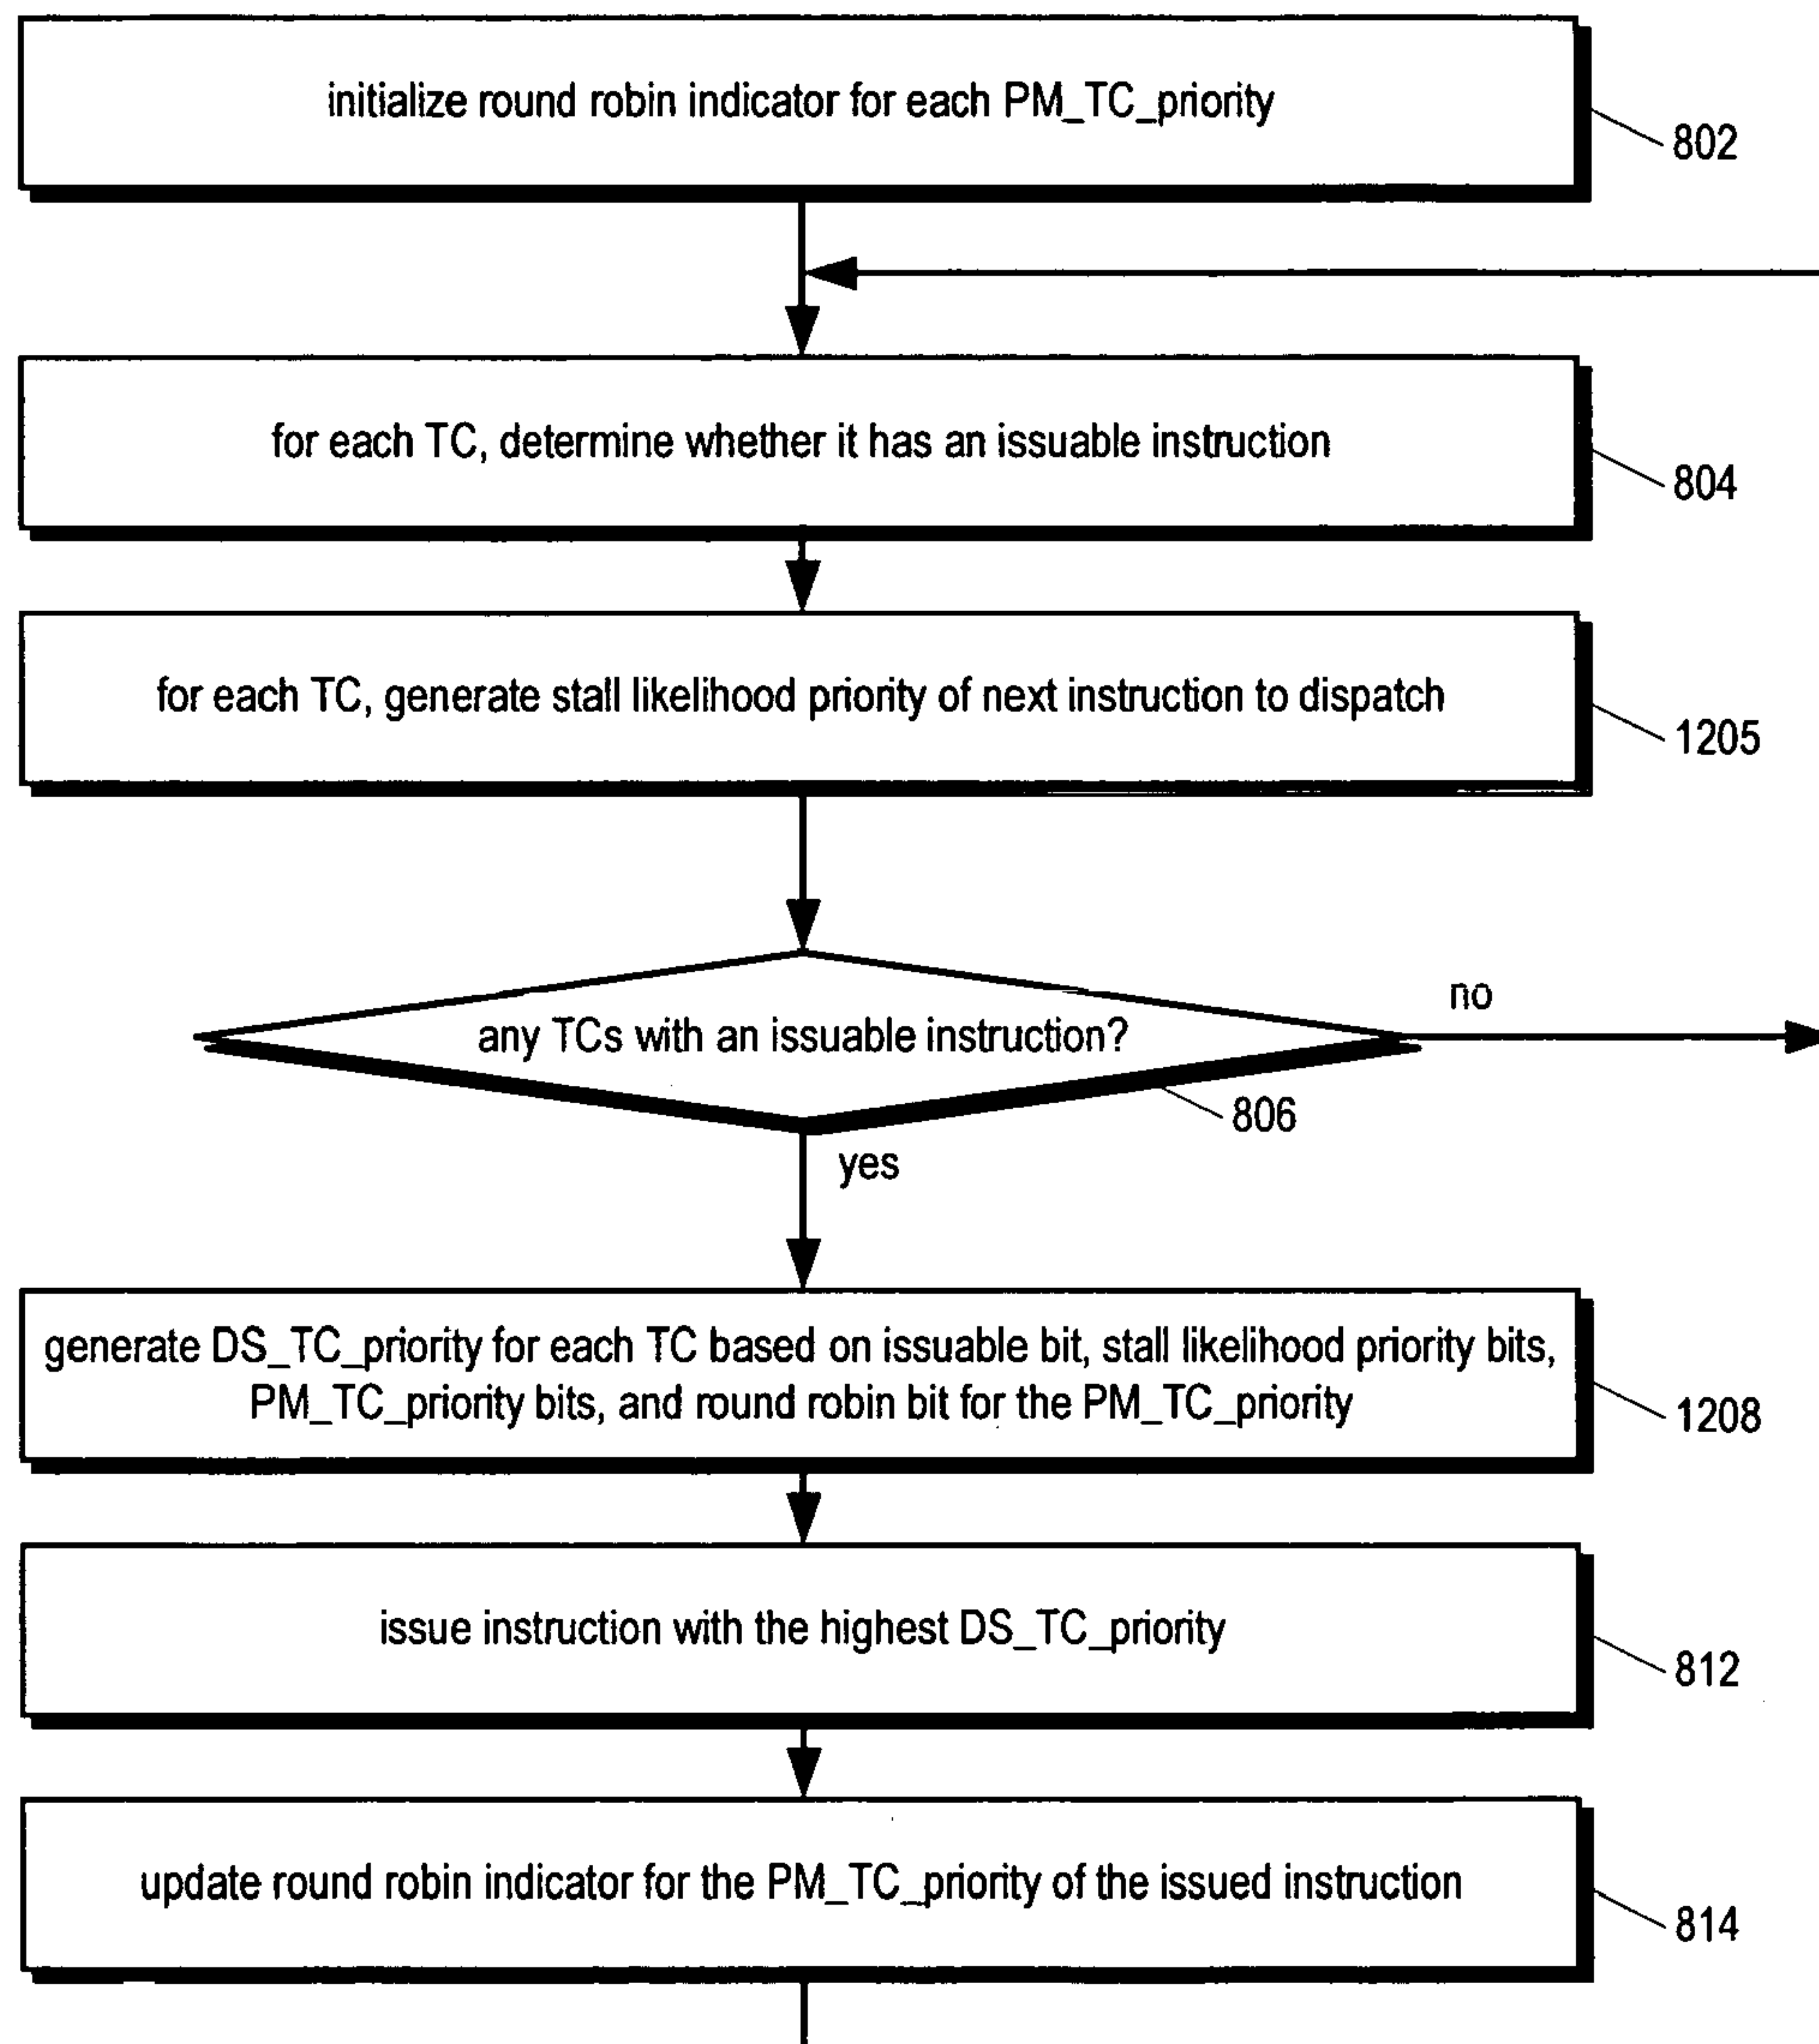 initialize round robin indicator for each PM_TC_priority
802
for each TC, determine whether it has an issuable instruction
804
for each TC, generate stall likelihood priority of next instruction to dispatch
1205
any TCs with an issuable instruction?
no
806
yes
generate DS_TC_priority for each TC based on issuable bit, stall likelihood priority bits,
PM_TC_priority bits, and round robin bit for the PM_TC_priority
1208
issue instruction with the highest DS_TC_priority
812
update round robin indicator for the PM_TC_priority of the issued instruction
814